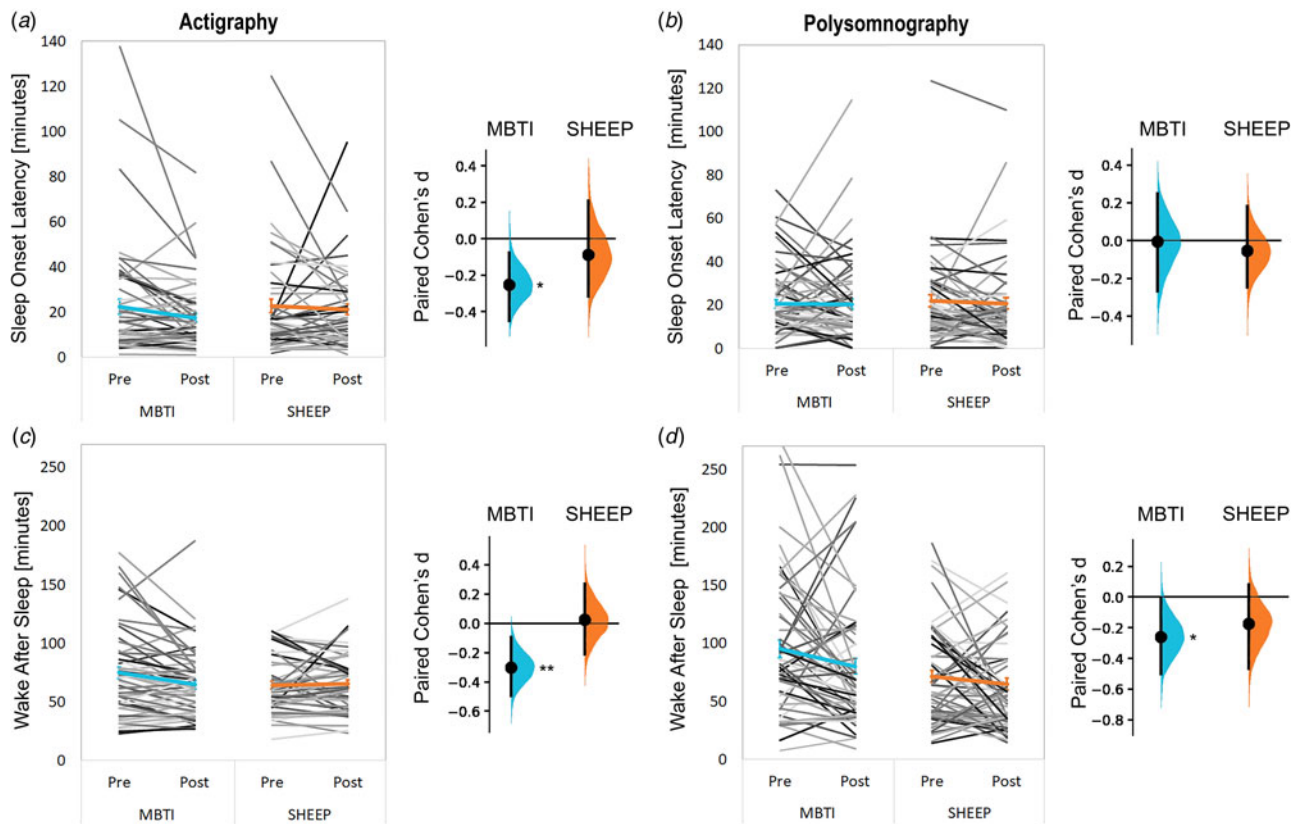 (a)
Actigraphy
Sleep Onset Latency [minutes]
140
120
100
80
60
40
20
0
Pre
Post
Pre
Post
MBTI
SHEEP
MBTI
SHEEP
Paired Cohen's d
0.4
0.2
0.0
−0.2
−0.4
*
(b)
Polysomnography
Sleep Onset Latency [minutes]
140
120
100
80
60
40
20
0
Pre
Post
Pre
Post
MBTI
SHEEP
MBTI
SHEEP
Paired Cohen's d
0.4
0.2
0.0
−0.2
−0.4
(c)
Wake After Sleep [minutes]
250
200
150
100
50
0
Pre
Post
Pre
Post
MBTI
SHEEP
MBTI
SHEEP
Paired Cohen's d
0.4
0.2
0.0
−0.2
−0.4
−0.6
**
(d)
Wake After Sleep [minutes]
250
200
150
100
50
0
Pre
Post
Pre
Post
MBTI
SHEEP
MBTI
SHEEP
Paired Cohen's d
0.2
0.0
−0.2
−0.4
−0.6
−0.8
*